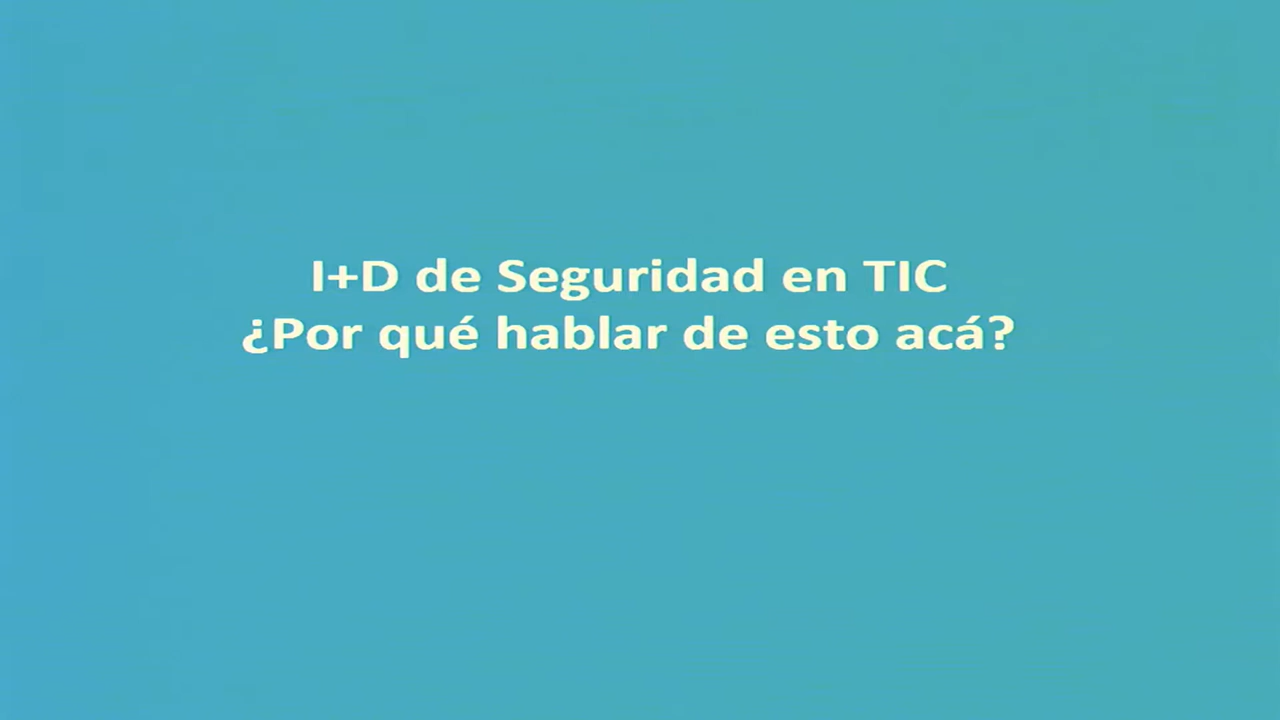 I+D de Seguridad en TIC
¿Por qué hablar de esto acá?